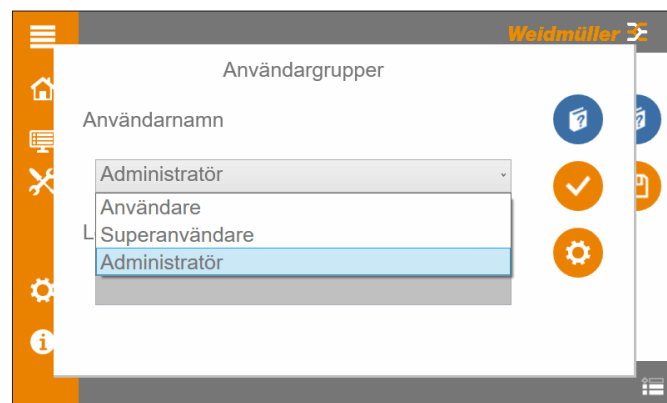 Weidmüller
Användargrupper
Användarnamn
Administratör
Användare
L
Superanvändare
Administratör